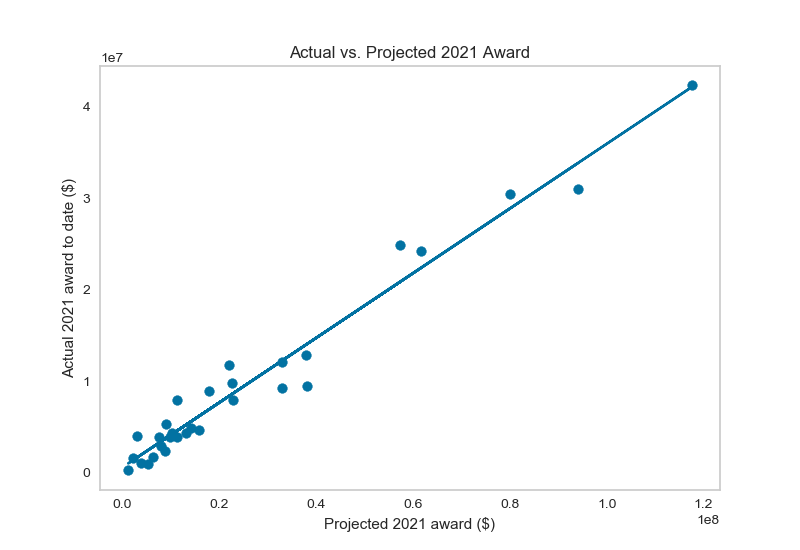 Actual vs. Projected 2021 Award
1e7
4
3
2
1
0
Actual 2021 award to date ($)
0.0 0.2 0.4 0.6 0.8 1.0 1.2
1e8
Projected 2021 award ($)